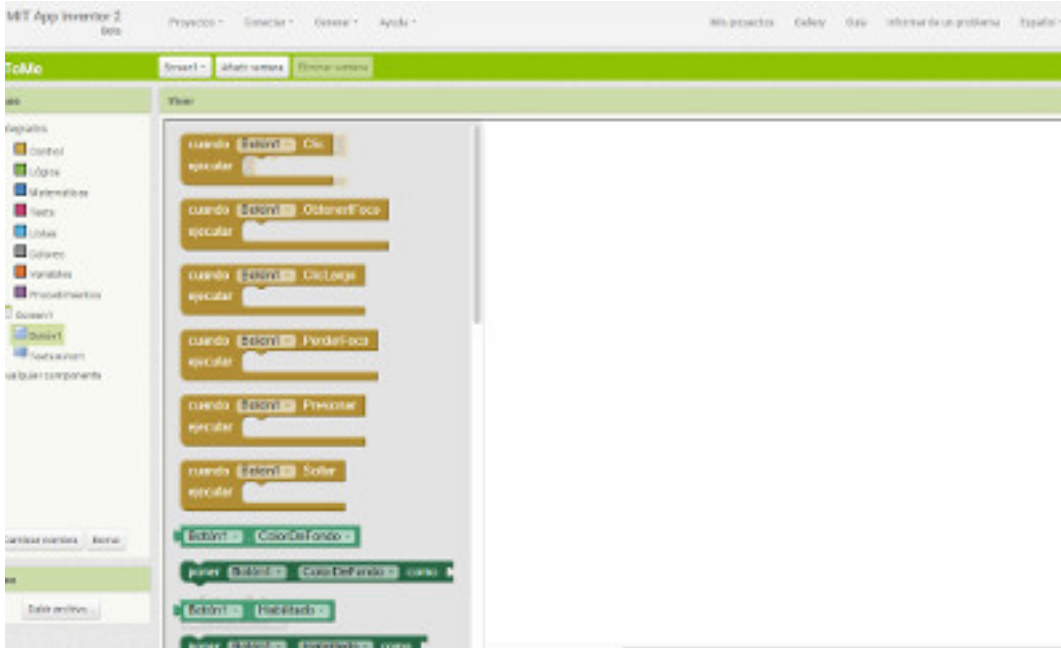 MIT App Inventor 2
Beta
Proyectos Conectar Generar Ayuda
Mis proyectos Gallery Guía Informar de un problema Español
Screen1 Añadir ventana Eliminar ventana
Visor
Control
Lógica
Matemáticas
Texto
Listas
Colores
Variables
Procedimientos
Screen1
Botón1
cuando Botón1 Clic
ejecutar
cuando Botón1 ObtenerFoco
ejecutar
cuando Botón1 ClicLargo
ejecutar
cuando Botón1 PerderFoco
ejecutar
cuando Botón1 Presionar
ejecutar
cuando Botón1 Soltar
ejecutar
Botón1 ColorDeFondo
poner Botón1 ColorDeFondo como
Botón1 Habilitado
poner Botón1 Habilitado como
Cambiar nombre Borrar
Subir archivo...